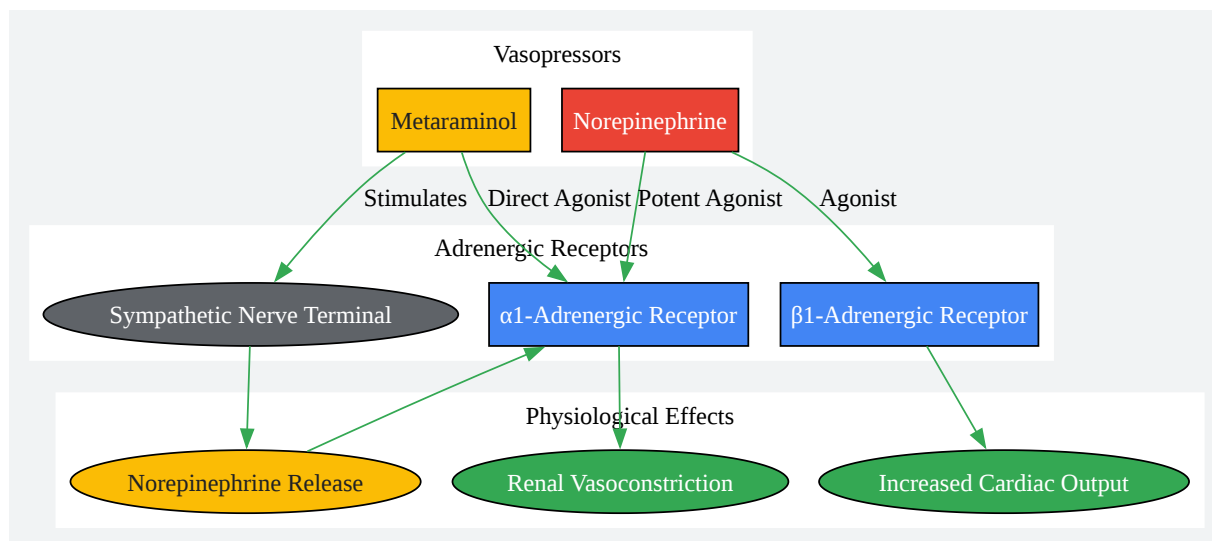 Vasopressors
Metaraminol
Norepinephrine
Stimulates
Direct Agonist
Potent Agonist
Agonist
Adrenergic Receptors
Sympathetic Nerve Terminal
α1-Adrenergic Receptor
β1-Adrenergic Receptor
Physiological Effects
Norepinephrine Release
Renal Vasoconstriction
Increased Cardiac Output